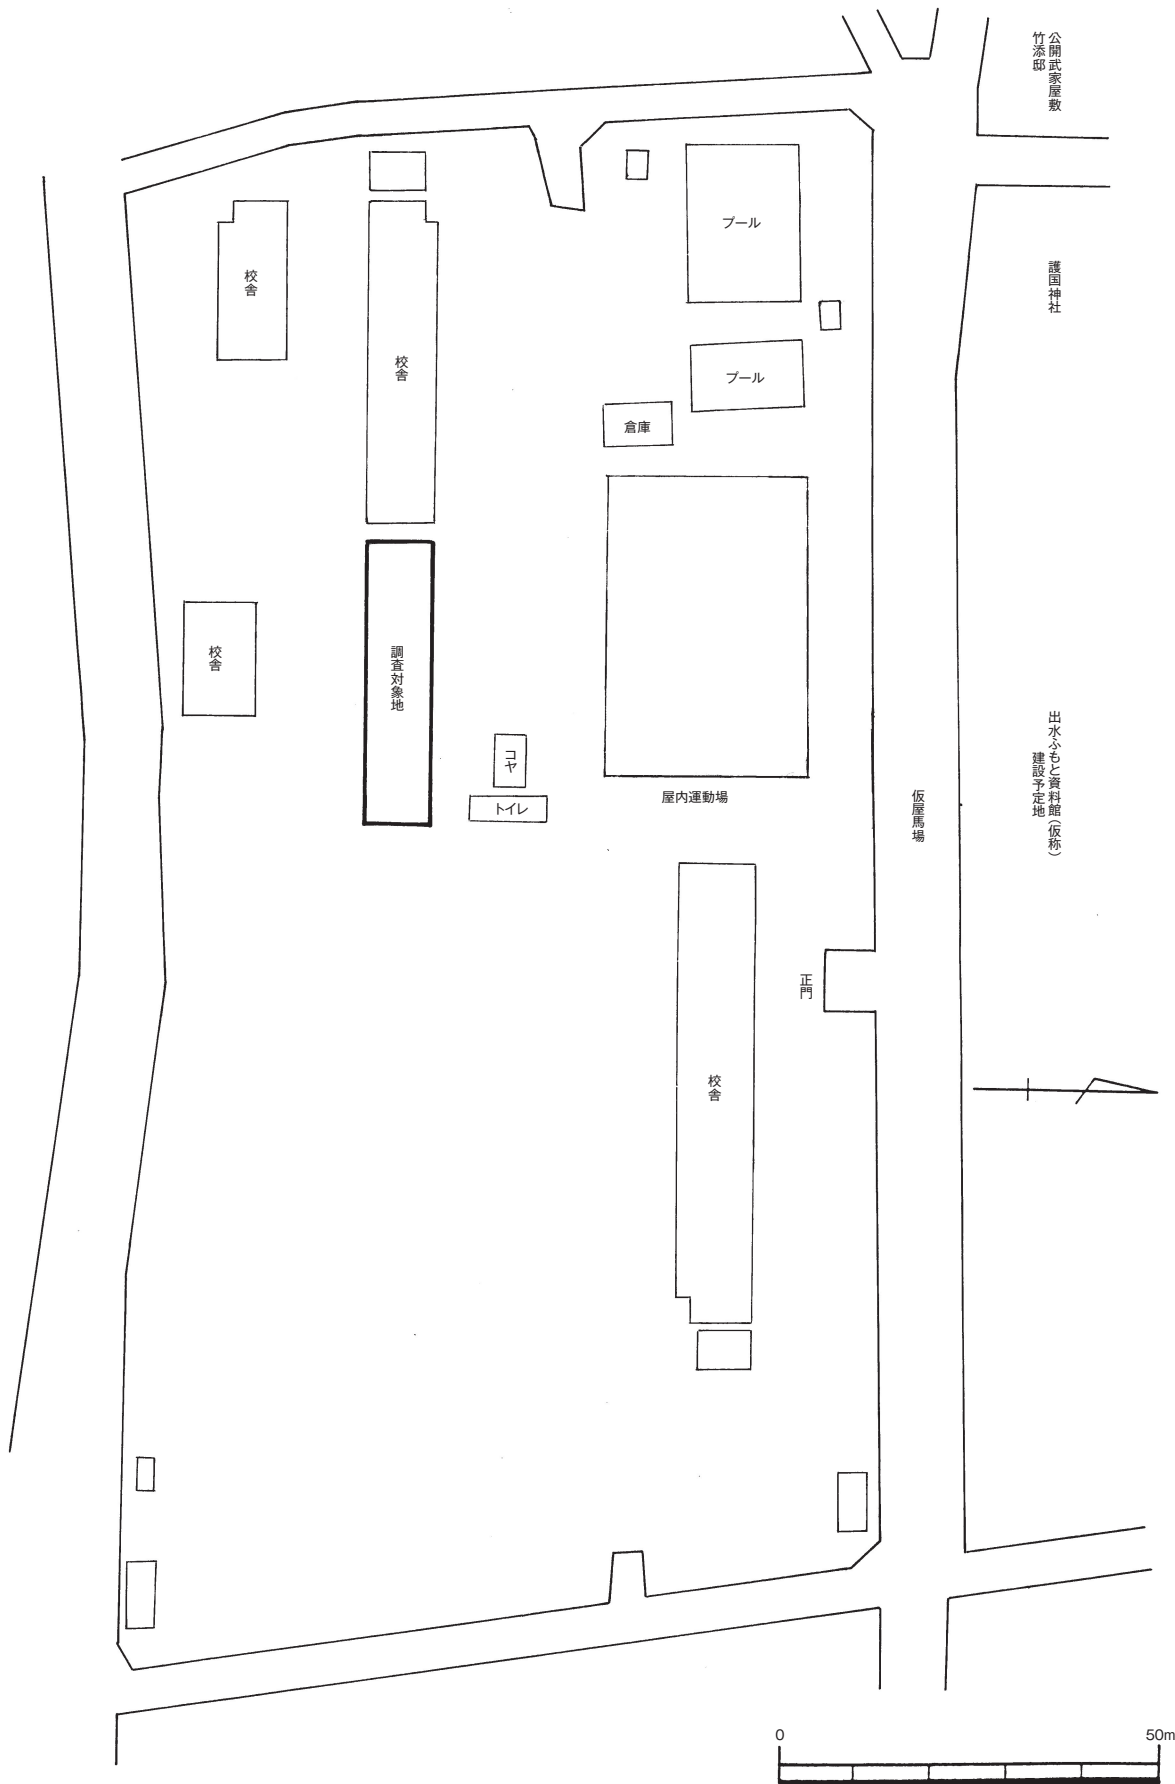 公開武家屋敷
竹添邸
護国神社
プール
プール
倉庫
校舎
校舎
校舎
調査対象地
コヤ
トイレ
屋内運動場
仮屋馬場
出水ふもと資料館（仮称）
建設予定地
正門
校舎
0
50m